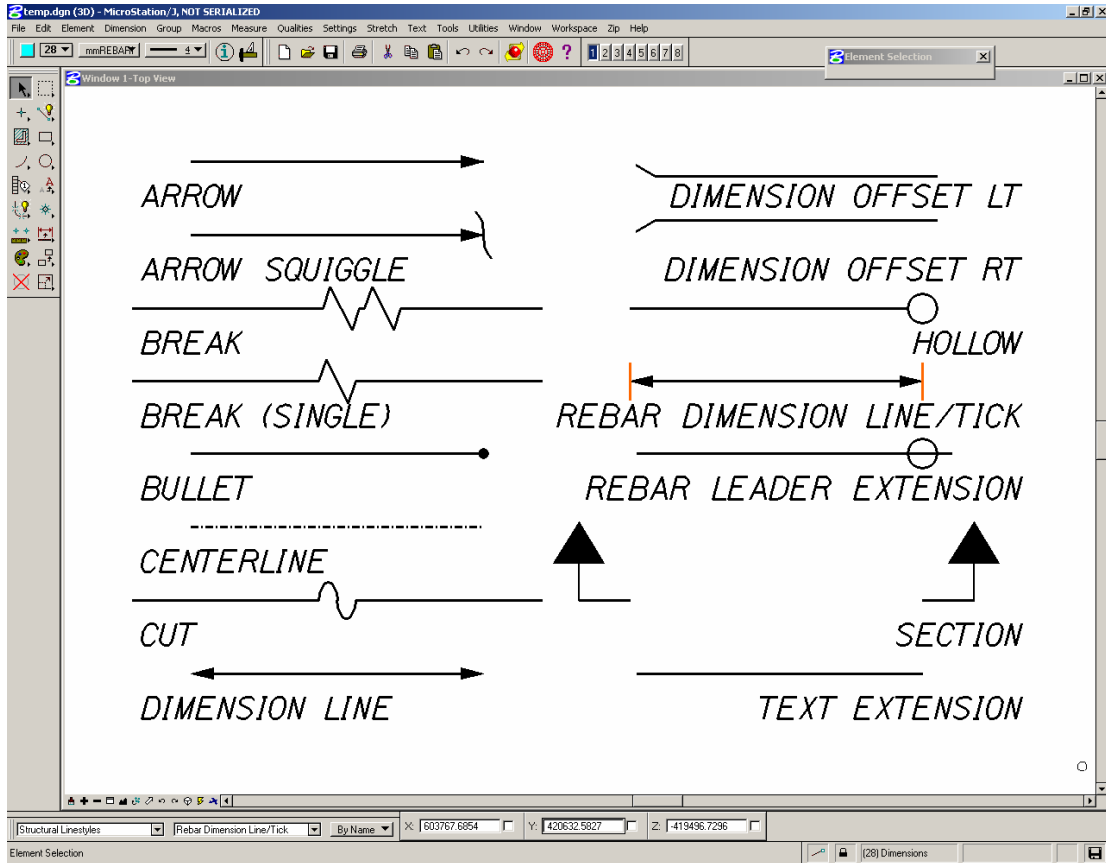 temp.dgn (3D) - MicroStation/J, NOT SERIALIZED
File Edit Element Dimension Group Macros Measure Qualities Settings Stretch Text Tools Utilities Window Workspace Zip Help
28 mmREBART 4 1 2 3 4 5 6 7 8
Element Selection
Window 1-Top View
ARROW
DIMENSION OFFSET LT
ARROW SQUIGGLE
DIMENSION OFFSET RT
BREAK
HOLLOW
BREAK (SINGLE)
REBAR DIMENSION LINE/TICK
BULLET
REBAR LEADER EXTENSION
CENTERLINE
CUT
SECTION
DIMENSION LINE
TEXT EXTENSION
Structural Linestyles Rebar Dimension Line/Tick By Name X: 603767.6854 Y: 420632.5827 Z: -419496.7296
Element Selection (28) Dimensions